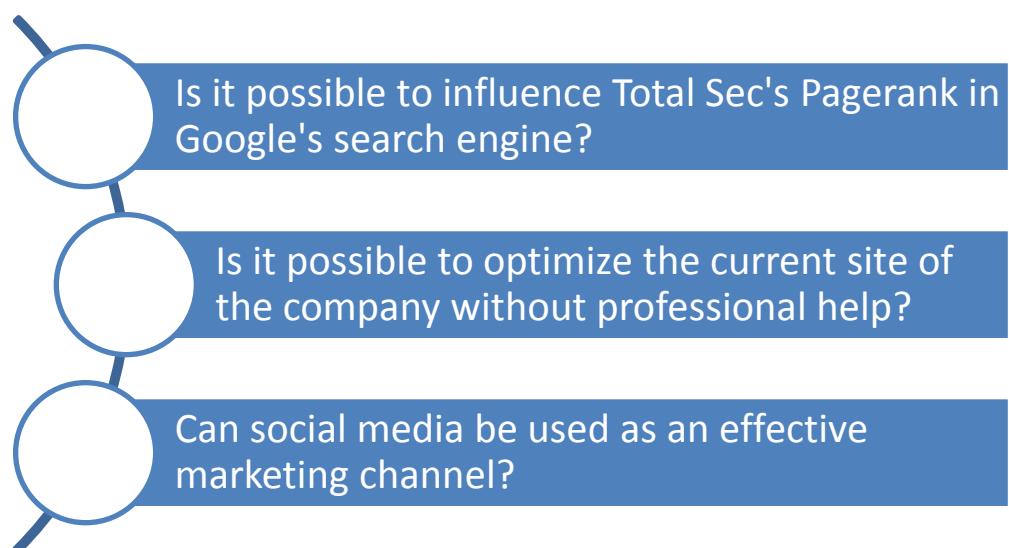 Is it possible to influence Total Sec's Pagerank in
Google's search engine?
Is it possible to optimize the current site of
the company without professional help?
Can social media be used as an effective
marketing channel?